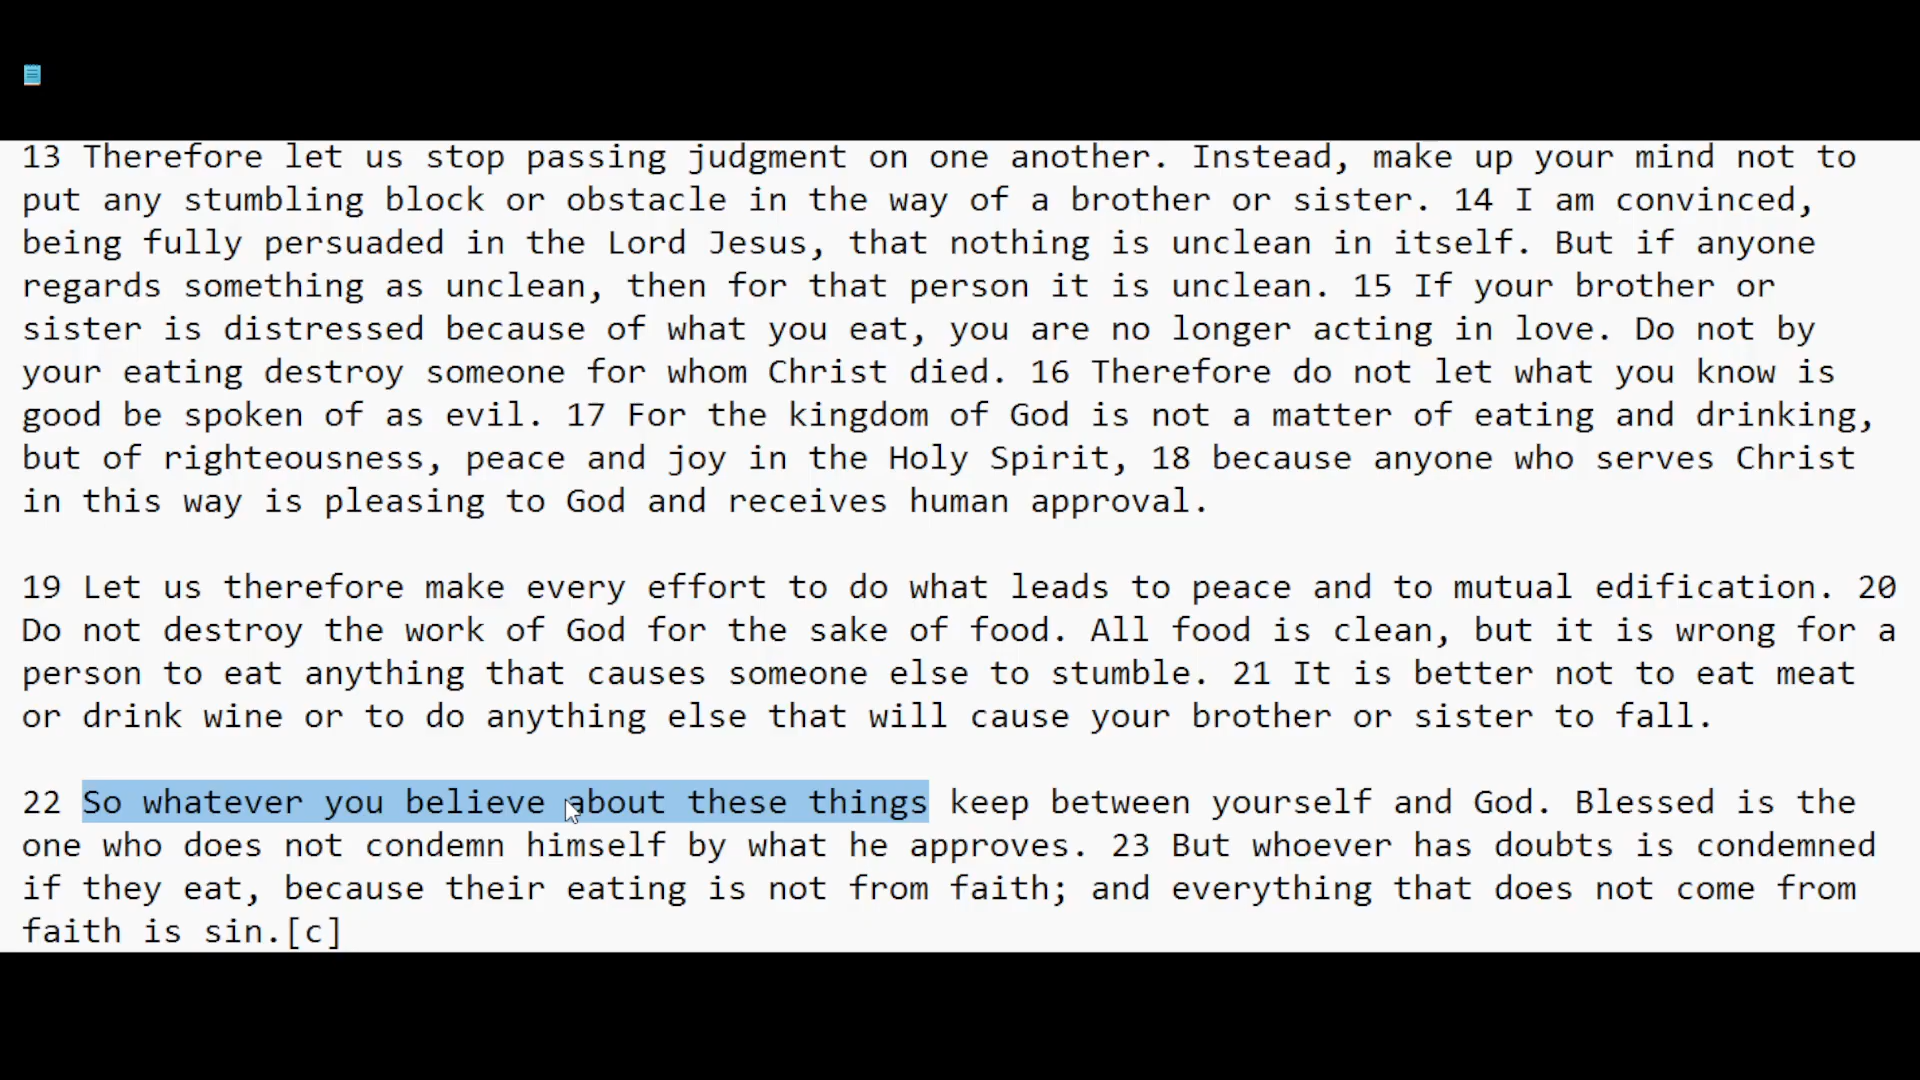 13 Therefore let us stop passing judgment on one another. Instead, make up your mind not to
put any stumbling block or obstacle in the way of a brother or sister. 14 I am convinced,
being fully persuaded in the Lord Jesus, that nothing is unclean in itself. But if anyone
regards something as unclean, then for that person it is unclean. 15 If your brother or
sister is distressed because of what you eat, you are no longer acting in love. Do not by
your eating destroy someone for whom Christ died. 16 Therefore do not let what you know is
good be spoken of as evil. 17 For the kingdom of God is not a matter of eating and drinking,
but of righteousness, peace and joy in the Holy Spirit, 18 because anyone who serves Christ
in this way is pleasing to God and receives human approval.
19 Let us therefore make every effort to do what leads to peace and to mutual edification. 20
Do not destroy the work of God for the sake of food. All food is clean, but it is wrong for a
person to eat anything that causes someone else to stumble. 21 It is better not to eat meat
or drink wine or to do anything else that will cause your brother or sister to fall.
22 So whatever you believe about these things keep between yourself and God. Blessed is the
one who does not condemn himself by what he approves. 23 But whoever has doubts is condemned
if they eat, because their eating is not from faith; and everything that does not come from
faith is sin.[c]